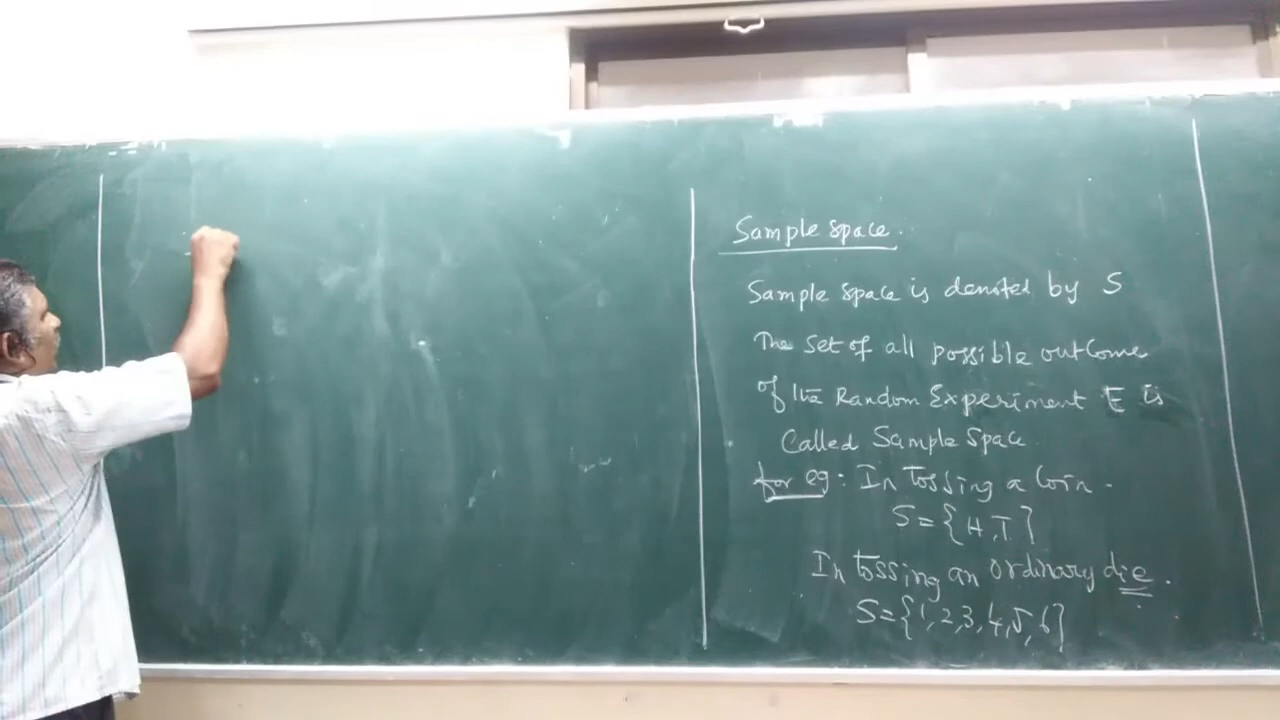 Sample space.
Sample space is denoted by S
The set of all possible outcome
of the Random Experiment E is
Called Sample Space.
for eg: In Tossing a Coin.
S={H,T}
In tossing an ordinary die.
S={1,2,3,4,5,6}